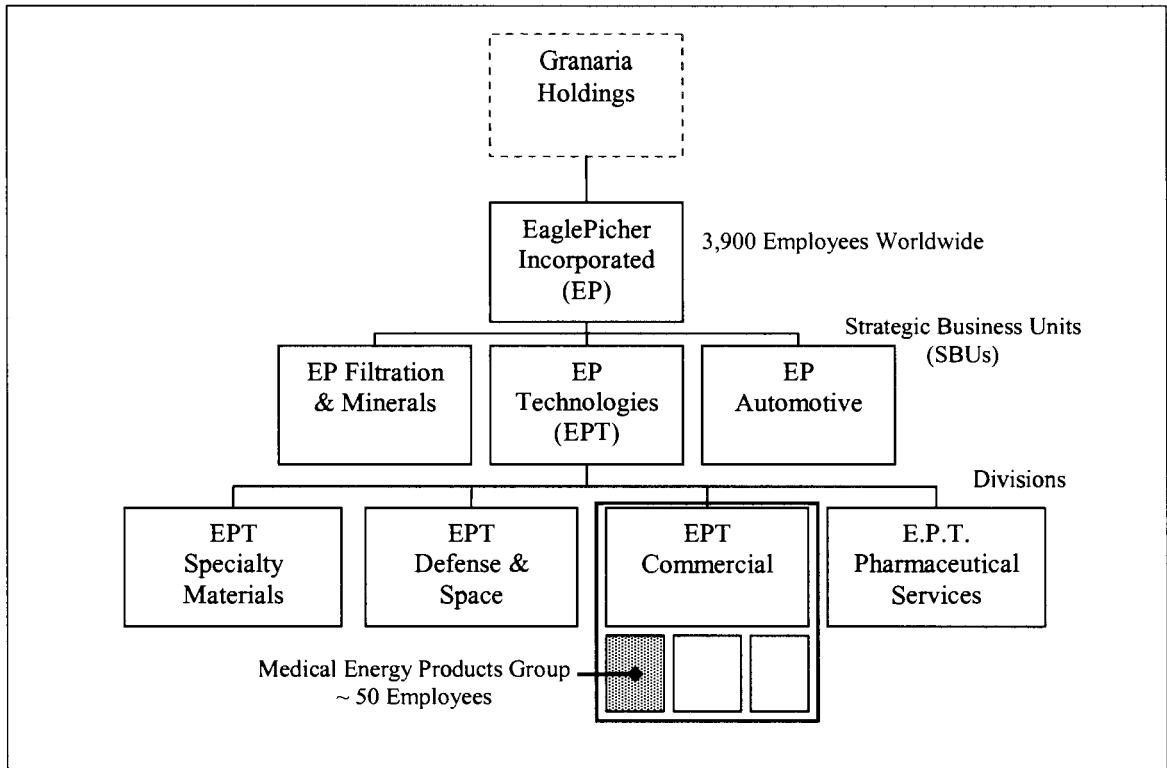 Granaria
Holdings
EaglePicher
Incorporated
(EP)
3,900 Employees Worldwide
Strategic Business Units
(SBUs)
EP Filtration
& Minerals
EP
Technologies
(EPT)
EP
Automotive
Divisions
EPT
Specialty
Materials
EPT
Defense &
Space
EPT
Commercial
E.P.T.
Pharmaceutical
Services
Medical Energy Products Group
~ 50 Employees